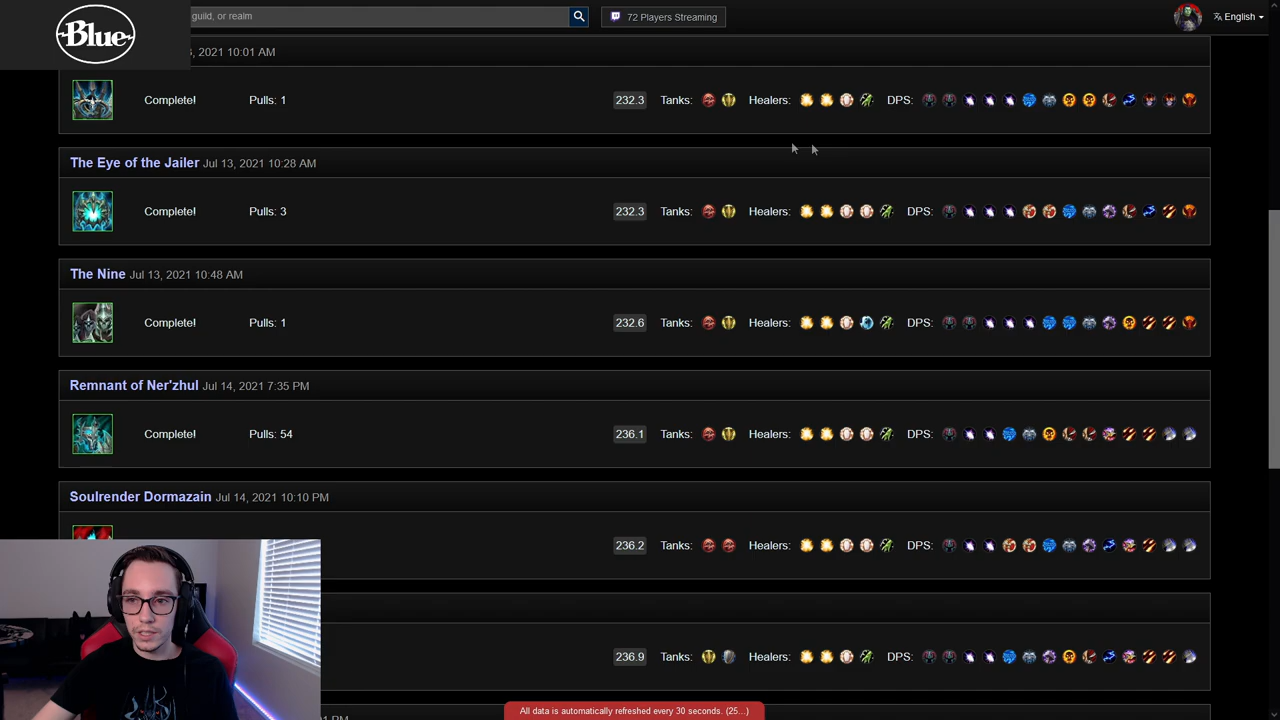 Blue
guild, or realm
72 Players Streaming
English
, 2021 10:01 AM
Complete!
Pulls: 1
232.3
Tanks:
Healers:
DPS:
The Eye of the Jailer Jul 13, 2021 10:28 AM
Complete!
Pulls: 3
232.3
Tanks:
Healers:
DPS:
The Nine Jul 13, 2021 10:48 AM
Complete!
Pulls: 1
232.6
Tanks:
Healers:
DPS:
Remnant of Ner'zhul Jul 14, 2021 7:35 PM
Complete!
Pulls: 54
236.1
Tanks:
Healers:
DPS:
Soulrender Dormazain Jul 14, 2021 10:10 PM
236.2
Tanks:
Healers:
DPS:
236.9
Tanks:
Healers:
DPS:
All data is automatically refreshed every 30 seconds. (25...)
PM